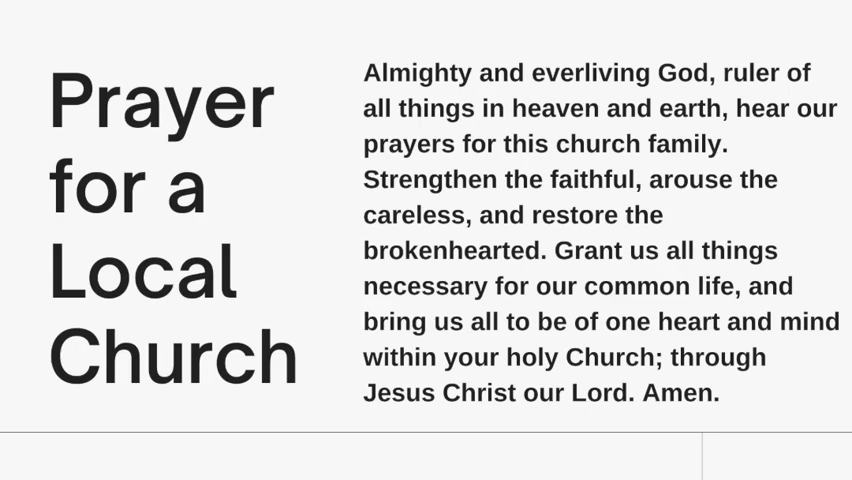 Prayer
for a
Local
Church
Almighty and everliving God, ruler of
all things in heaven and earth, hear our
prayers for this church family.
Strengthen the faithful, arouse the
careless, and restore the
brokenhearted. Grant us all things
necessary for our common life, and
bring us all to be of one heart and mind
within your holy Church; through
Jesus Christ our Lord. Amen.